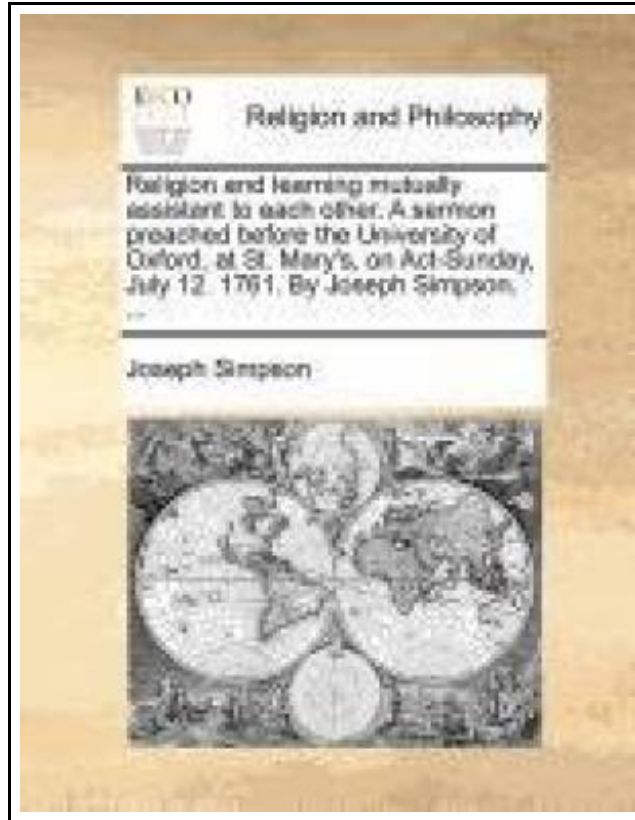 ECCO
Religion and Philosophy
Religion and learning mutually
assistant to each other. A sermon
preached before the University of
Oxford, at St. Mary's, on Act-Sunday,
July 12. 1761. By Joseph Simpson.
...
Joseph Simpson